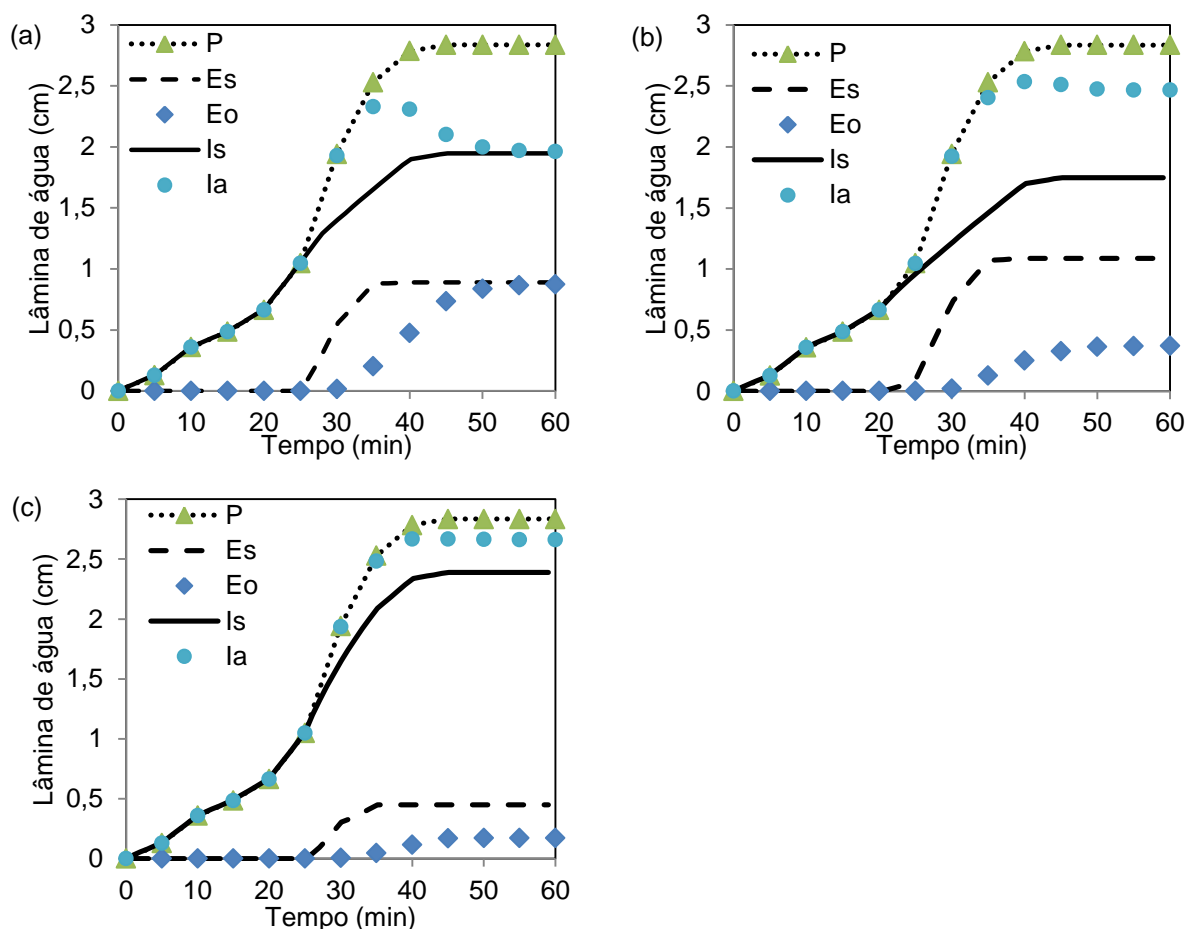 (a)
Lâmina de água (cm)
3
2,5
2
1,5
1
0,5
0
P
Es
Eo
Is
Ia
0 10 20 30 40 50 60
Tempo (min)
(b)
Lâmina de água (cm)
3
2,5
2
1,5
1
0,5
0
P
Es
Eo
Is
Ia
0 10 20 30 40 50 60
Tempo (min)
(c)
Lâmina de água (cm)
3
2,5
2
1,5
1
0,5
0
P
Es
Eo
Is
Ia
0 10 20 30 40 50 60
Tempo (min)